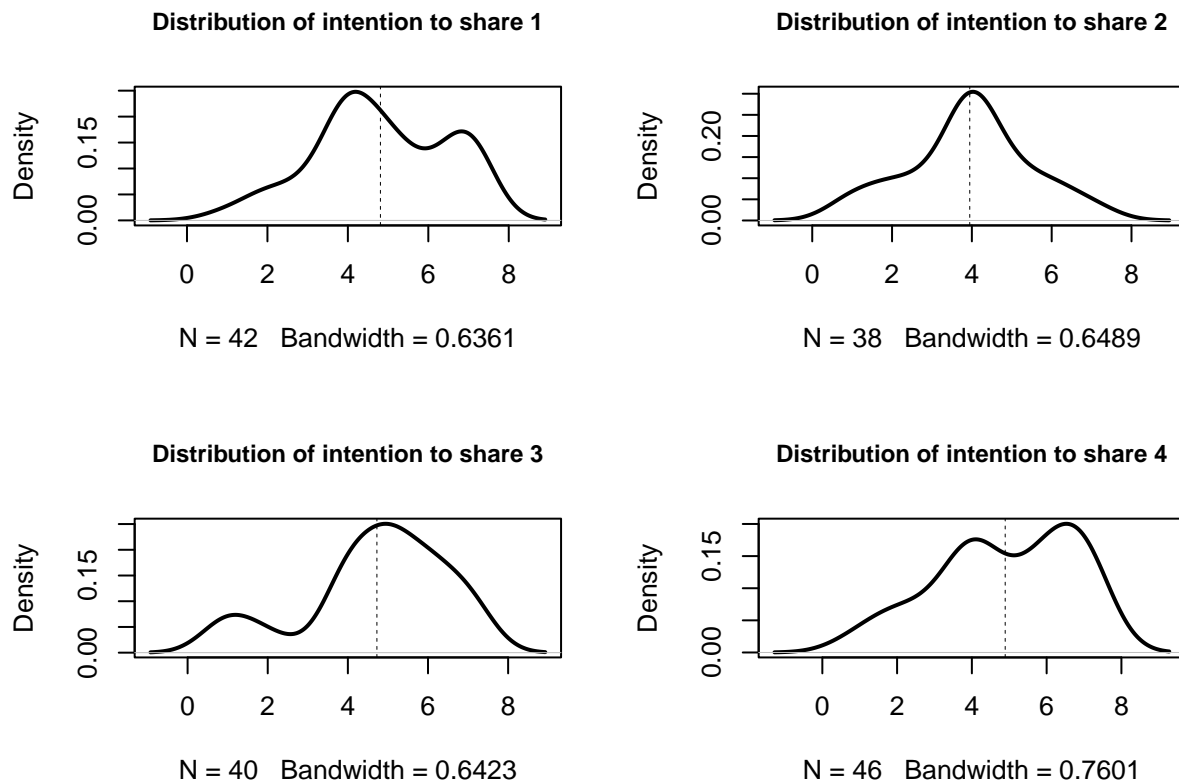 Distribution of intention to share 1
Density
0.00
0.15
0 2 4 6 8
N = 42 Bandwidth = 0.6361
Distribution of intention to share 2
Density
0.00
0.20
0 2 4 6 8
N = 38 Bandwidth = 0.6489
Distribution of intention to share 3
Density
0.00
0.15
0 2 4 6 8
N = 40 Bandwidth = 0.6423
Distribution of intention to share 4
Density
0.00
0.15
0 2 4 6 8
N = 46 Bandwidth = 0.7601